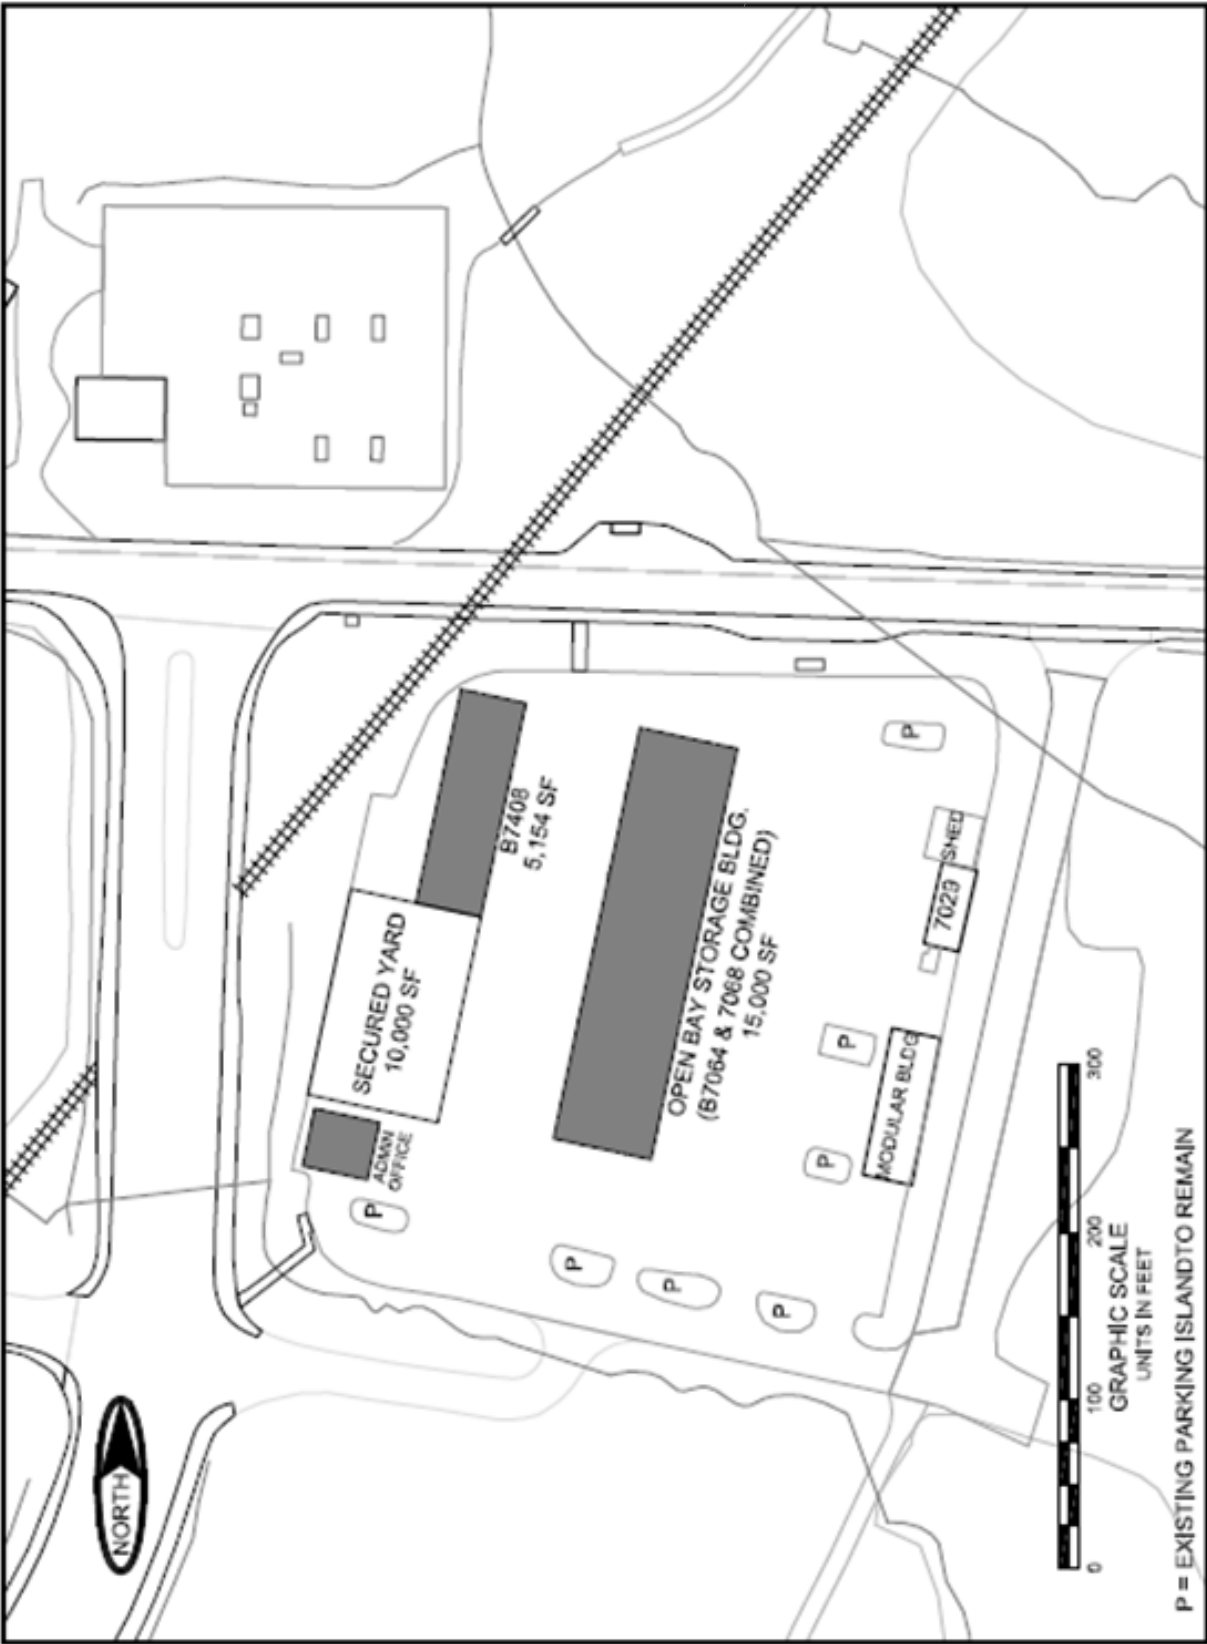 NORTH
B7408
5,154 SF
SECURED YARD
10,000 SF
ADMIN
OFFICE
OPEN BAY STORAGE BLDG.
(B7064 & 7068 COMBINED)
15,000 SF
SHED
7029
MODULAR BLDG
P
P
P
P
P
P
P
0 100 200 300
GRAPHIC SCALE
UNITS IN FEET
P = EXISTING PARKING ISLANDTO REMAIN